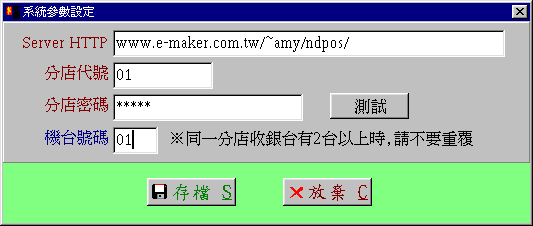 系統參數設定
Server HTTP www.e-maker.com.tw/~amy/ndpos/
分店代號 01
分店密碼 ***** 測試
機台號碼 01 ※同一分店收銀台有2台以上時,請不要重覆
存檔 S 放棄 C